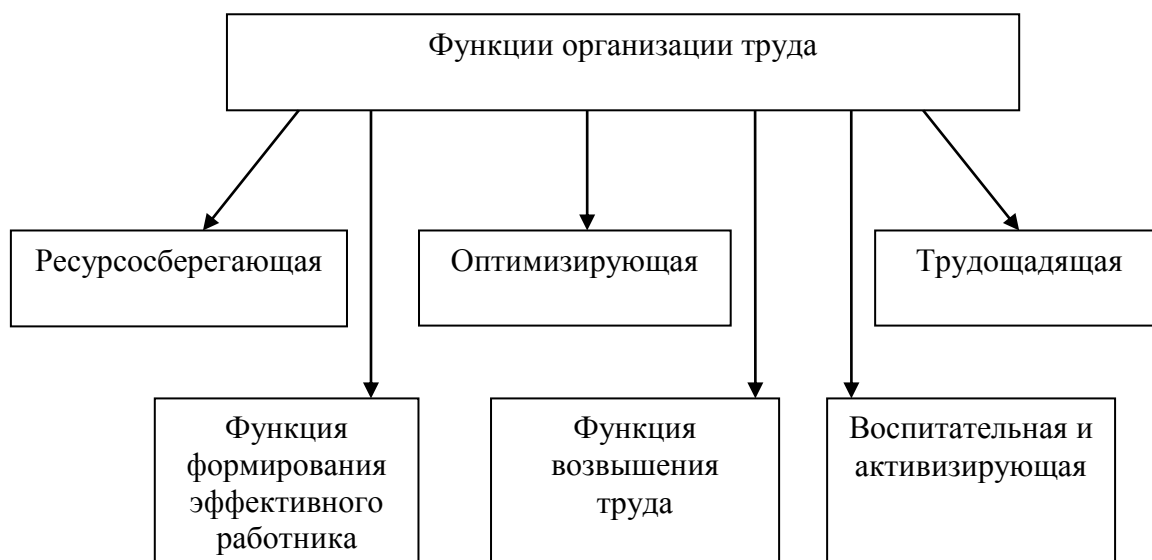 Функции организации труда
Ресурсосберегающая
Оптимизирующая
Трудощадящая
Функция
формирования
эффективного
работника
Функция
возвышения
труда
Воспитательная и
активизирующая